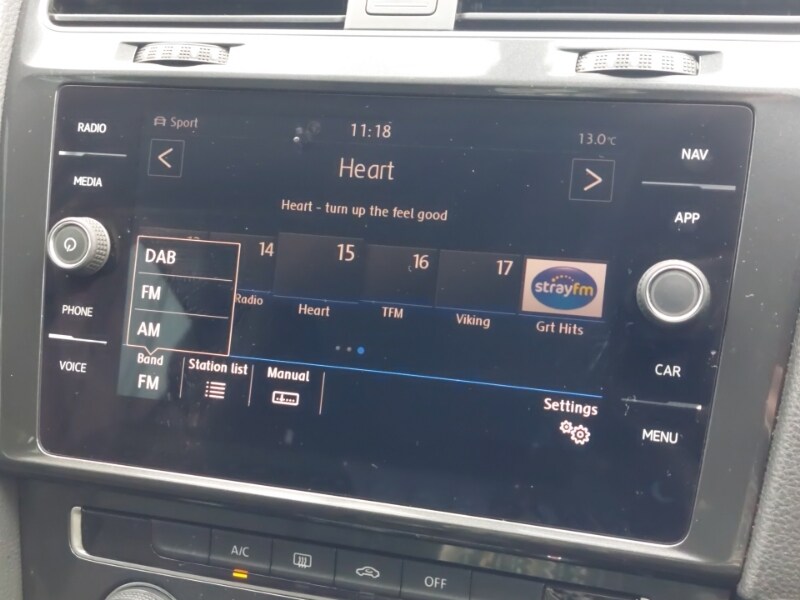 RADIO
MEDIA
PHONE
VOICE
Sport
11:18
13.0°C
<
Heart
>
Heart - turn up the feel good
14
15
16
17
strayfm
Radio
Heart
TFM
Viking
Grt Hits
DAB
FM
AM
Band
FM
Station list
Manual
Settings
NAV
APP
CAR
MENU
A/C
OFF